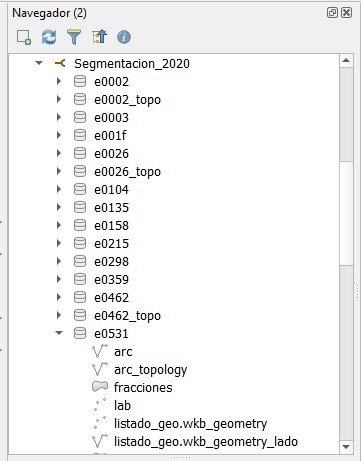 Navegador (2)
Segmentacion_2020
e0002
e0002_topo
e0003
e001f
e0026
e0026_topo
e0104
e0135
e0158
e0215
e0298
e0359
e0462
e0462_topo
e0531
arc
arc_topology
fracciones
lab
listado_geo.wkb_geometry
listado_geo.wkb_geometry_lado